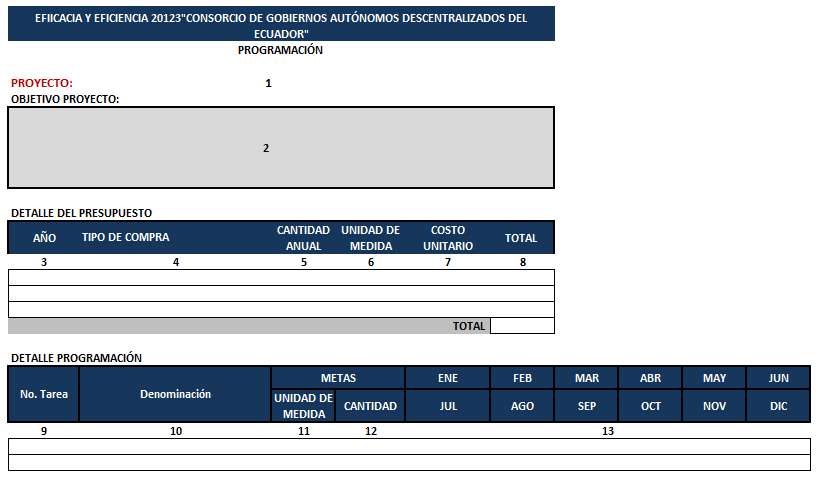 EFIICACIA Y EFICIENCIA 20123"CONSORCIO DE GOBIERNOS AUTÓNOMOS DESCENTRALIZADOS DEL
ECUADOR"
PROGRAMACIÓN
PROYECTO: 1
OBJETIVO PROYECTO:
2
DETALLE DEL PRESUPUESTO
AÑO TIPO DE COMPRA CANTIDAD ANUAL UNIDAD DE MEDIDA COSTO UNITARIO TOTAL
3 4 5 6 7 8
TOTAL
DETALLE PROGRAMACIÓN
No. Tarea Denominación METAS ENE FEB MAR ABR MAY JUN
UNIDAD DE MEDIDA CANTIDAD JUL AGO SEP OCT NOV DIC
9 10 11 12 13